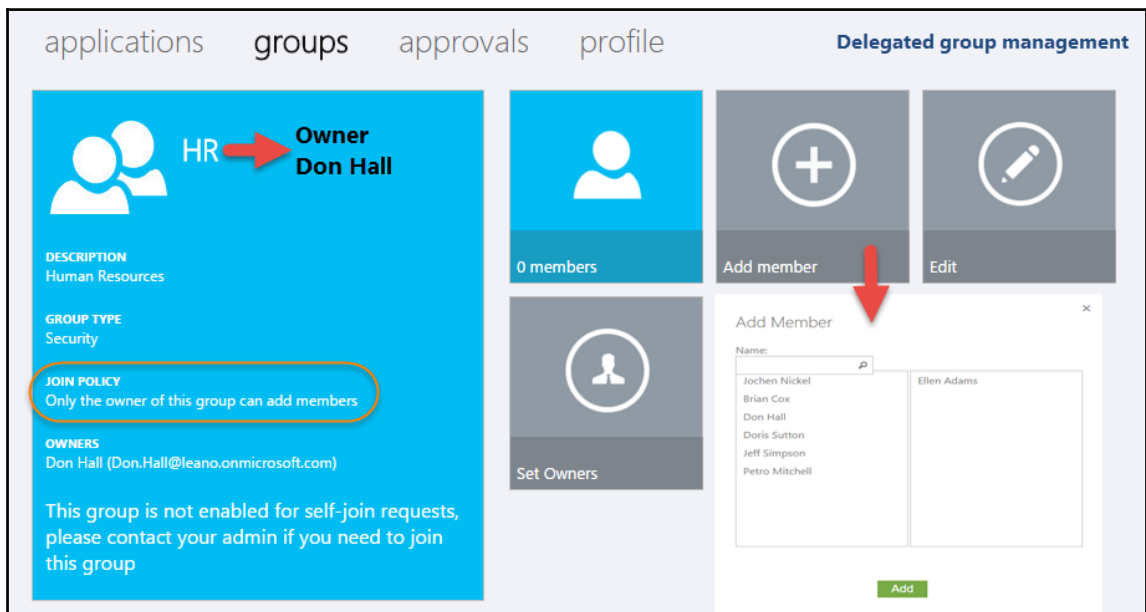 applications groups approvals profile
Delegated group management
HR
Owner
Don Hall
DESCRIPTION
Human Resources
GROUP TYPE
Security
JOIN POLICY
Only the owner of this group can add members
OWNERS
Don Hall (Don.Hall@leano.onmicrosoft.com)
This group is not enabled for self-join requests,
please contact your admin if you need to join
this group
0 members
Add member
Edit
Set Owners
Add Member
Name:
Jochen Nickel
Brian Cox
Don Hall
Doris Sutton
Jeff Simpson
Petro Mitchell
Ellen Adams
Add